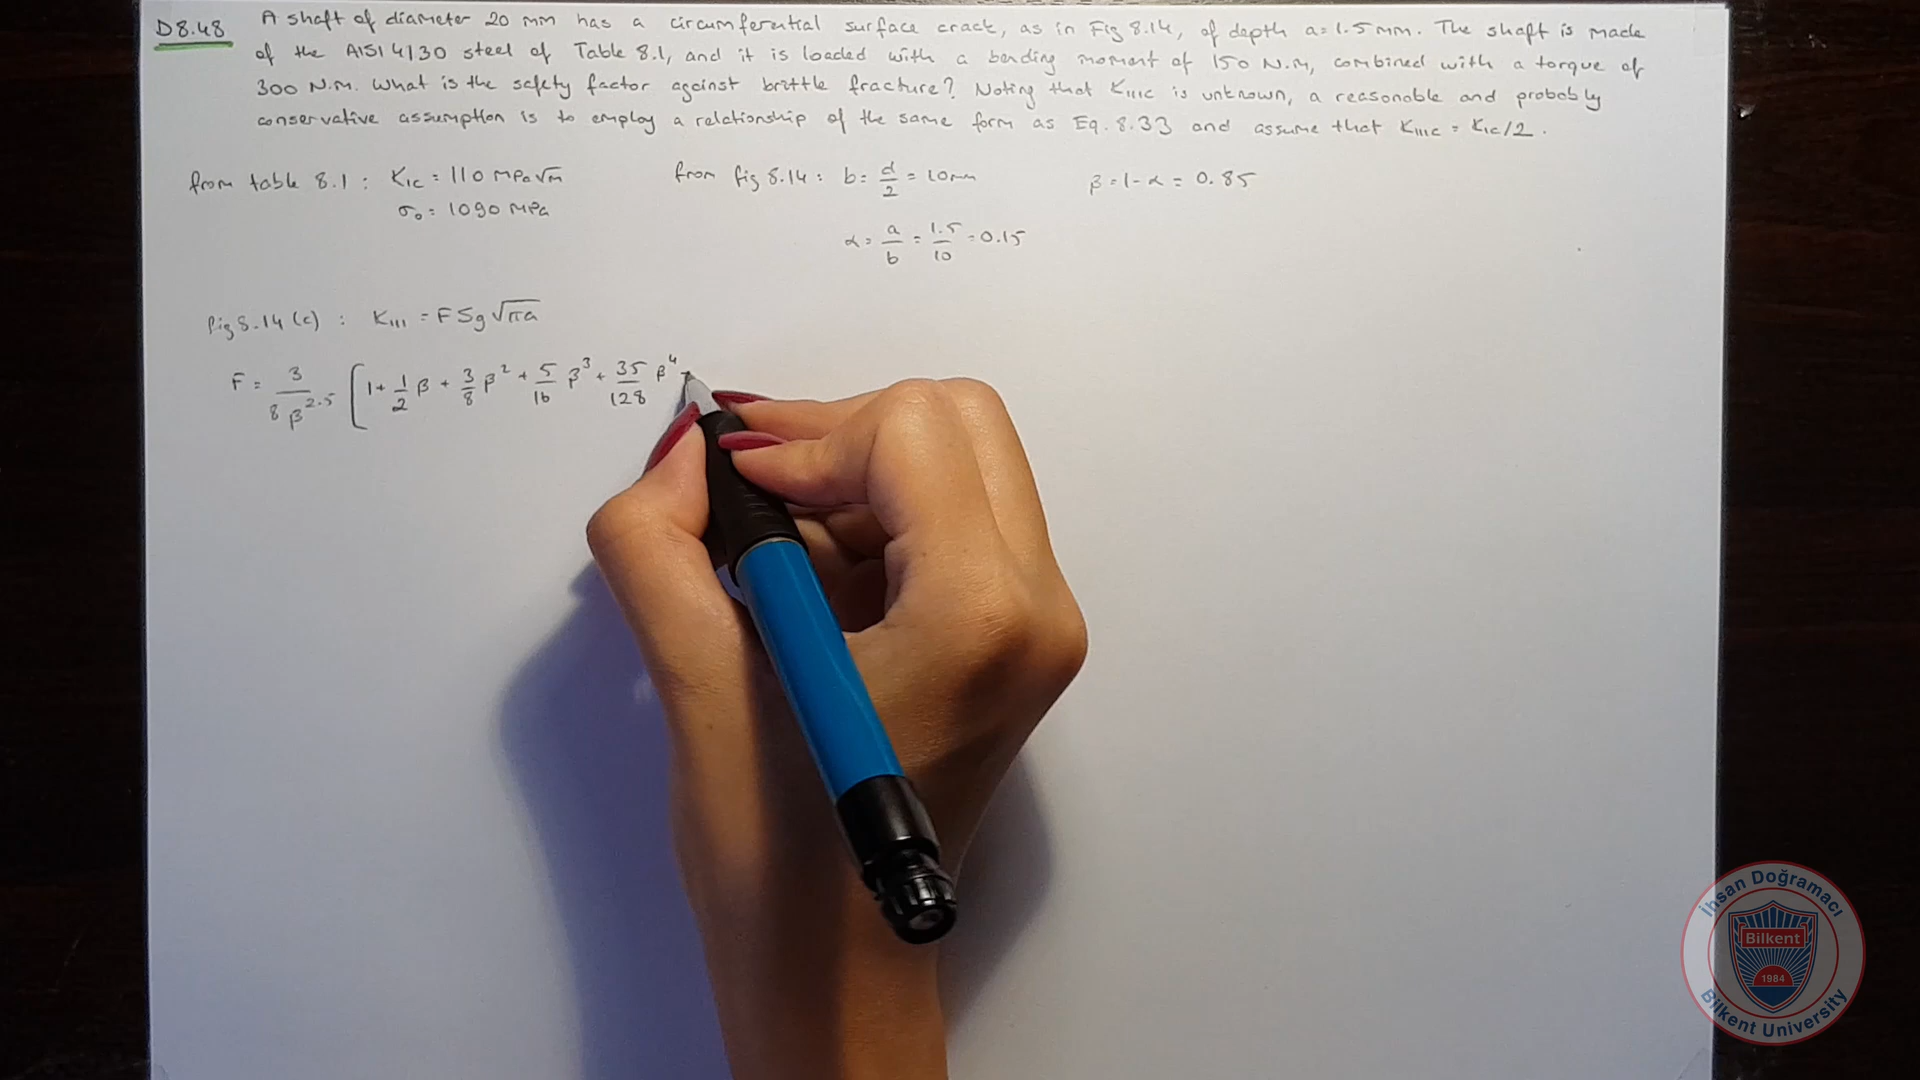 D8.48 A shaft of diameter 20 mm has a circumferential surface crack, as in Fig 8.14, of depth a=1.5 mm. The shaft is made
of the AISI 4130 steel of Table 8.1, and it is loaded with a bending moment of 150 N.m, combined with a torque of
300 N.m. What is the safety factor against brittle fracture? Noting that KIIIC is unknown, a reasonable and probably
conservative assumption is to employ a relationship of the same form as Eq. 8.33 and assume that KIIIC = KIC/2.
from table 8.1 : KIC = 110 MPa√m from fig 8.14 : b = d/2 = 10mm β = 1-α = 0.85
σ₀ = 1090 MPa
α = a/b = 1.5/10 = 0.15
Fig 8.14 (c) : KIII = F Sg √πa
F = 3/8β^2.5 [1 + 1/2 β + 3/8 β² + 5/16 β³ + 35/128 β⁴
İhsan Doğramacı
Bilkent
1984
Bilkent University